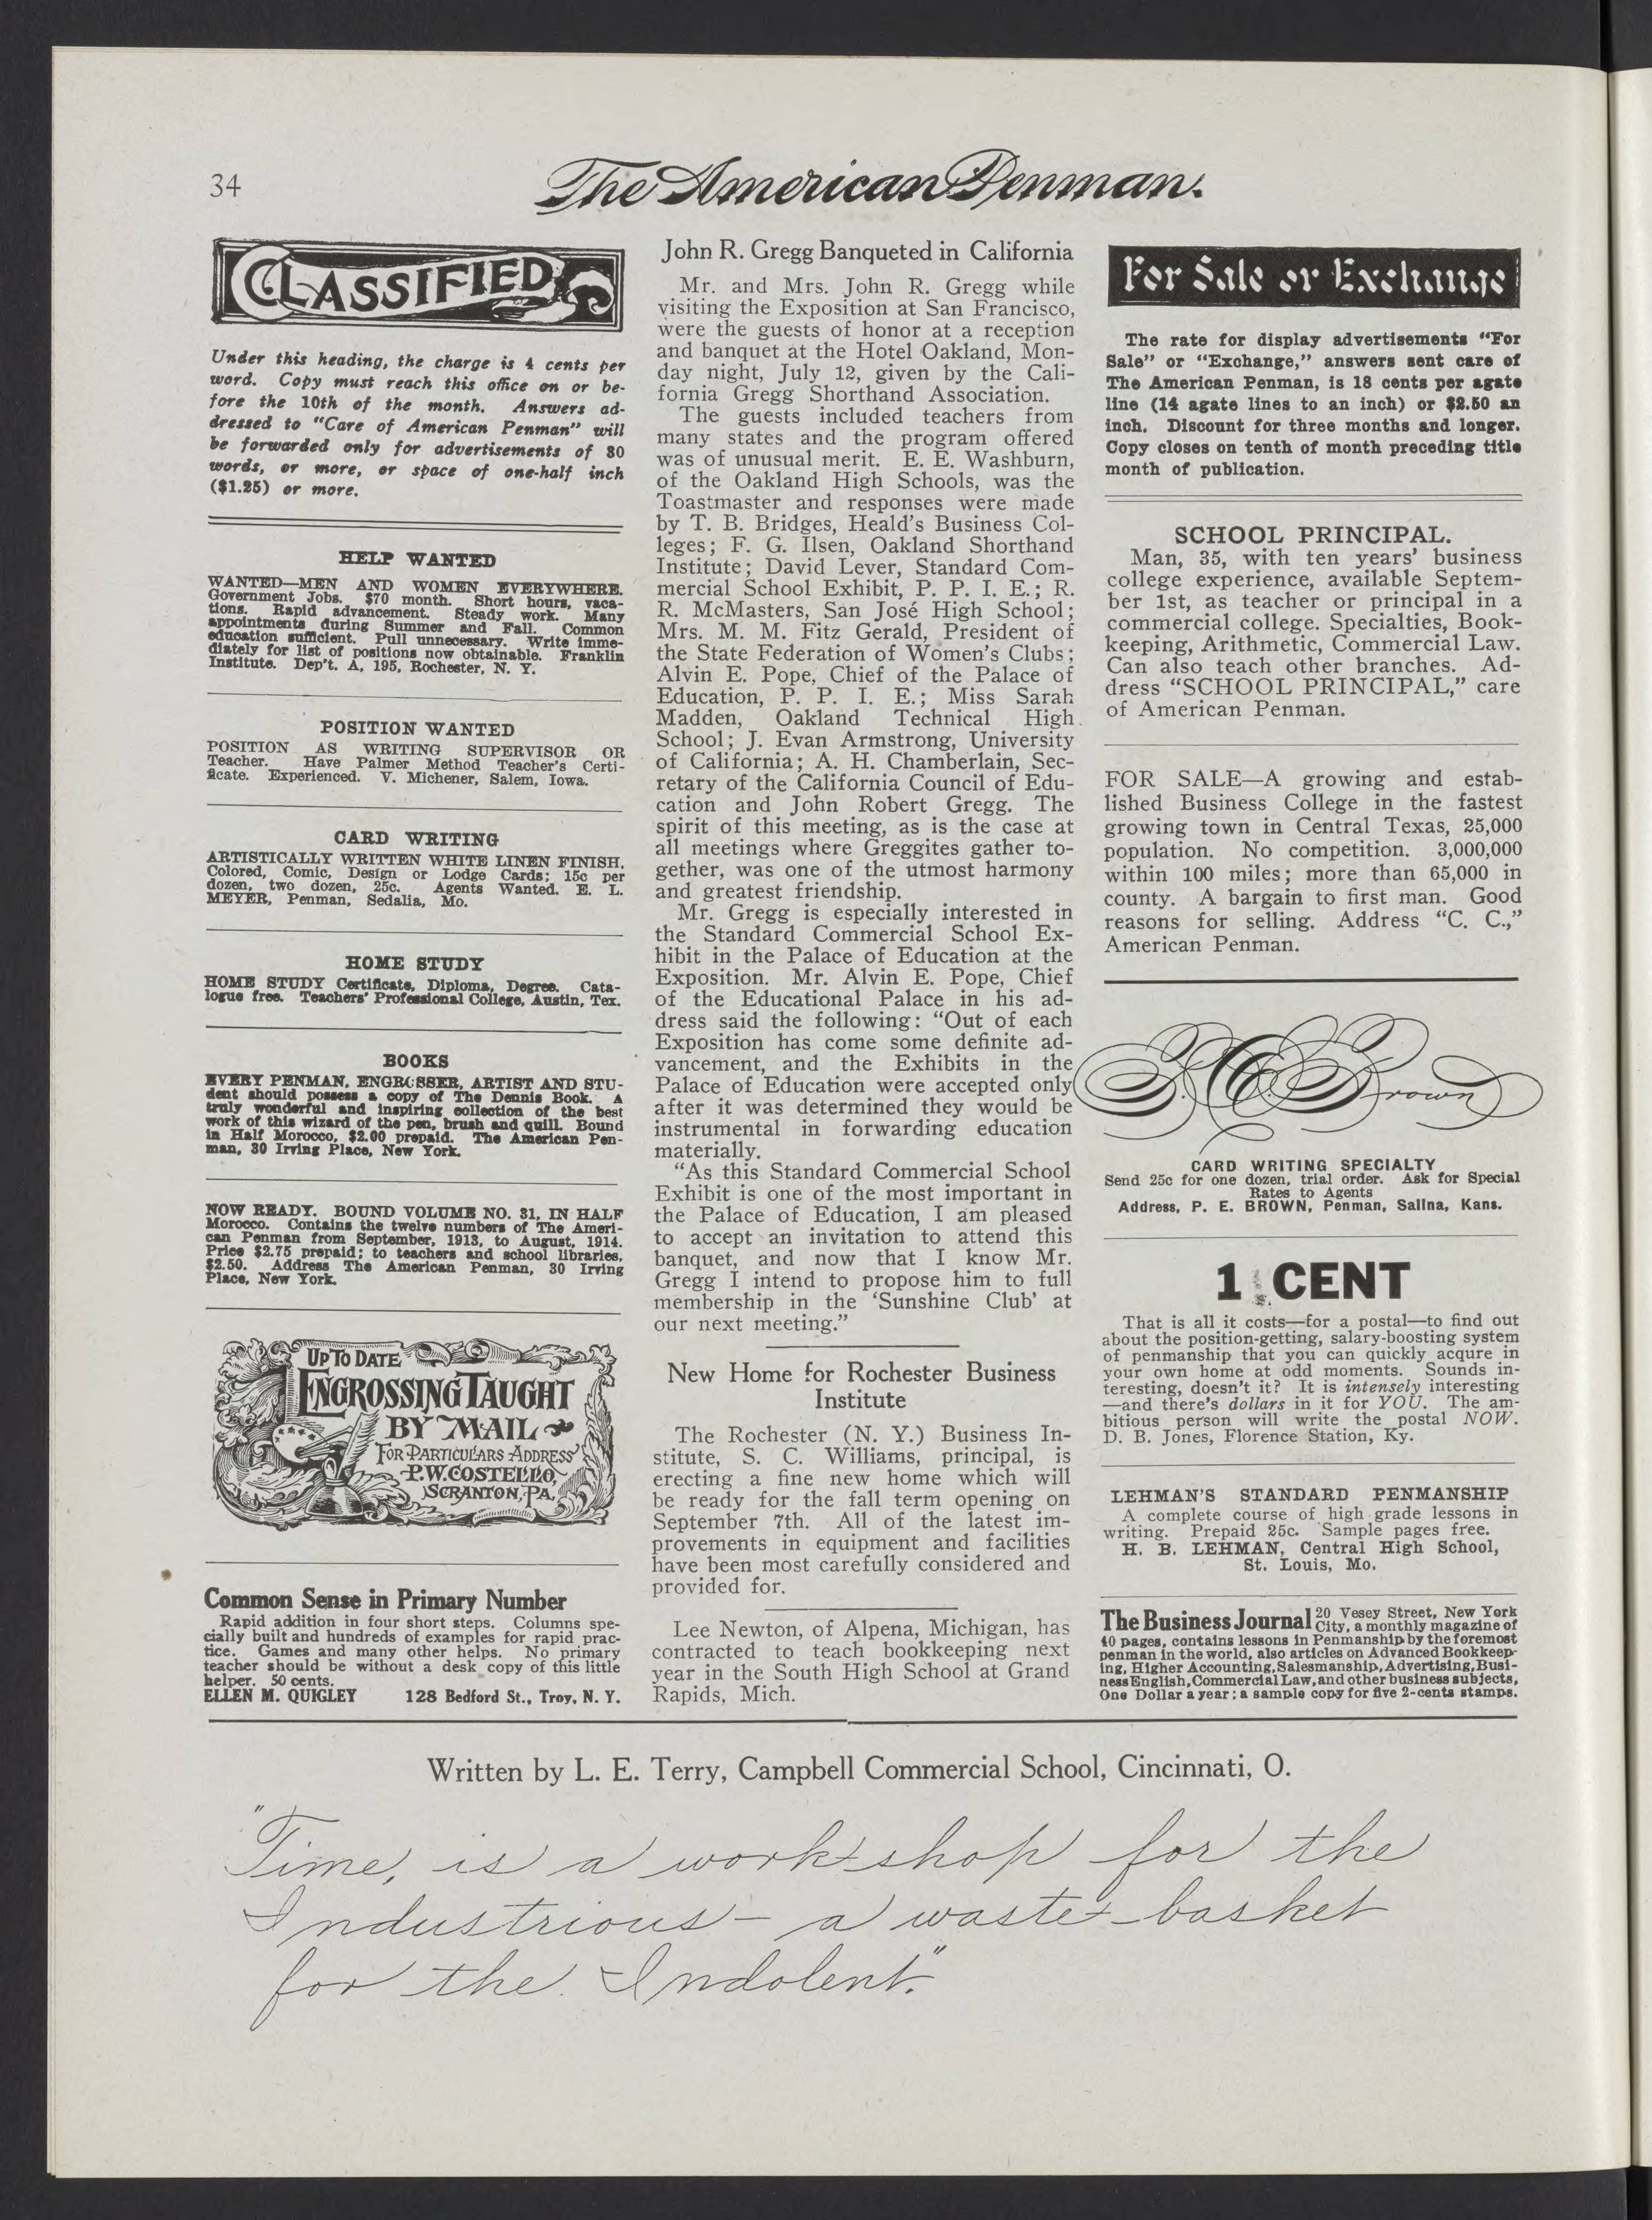 34
The American Penman.
CLASSIFIED
Under this heading, the charge is 4 cents per
word. Copy must reach this office on or be-
fore the 10th of the month. Answers ad-
dressed to "Care of American Penman" will
be forwarded only for advertisements of 30
words, or more, or space of one-half inch
($1.25) or more.
HELP WANTED
WANTED—MEN AND WOMEN EVERYWHERE.
Government Jobs. $70 month. Short hours, vaca-
tions. Rapid advancement. Steady work. Many
appointments during Summer and Fall. Common
education sufficient. Pull unnecessary. Write imme-
diately for list of positions now obtainable. Franklin
Institute. Dep't. A, 195, Rochester, N. Y.
POSITION WANTED
POSITION AS WRITING SUPERVISOR OR
Teacher. Have Palmer Method Teacher's Certi-
ficate. Experienced. V. Michener, Salem, Iowa.
CARD WRITING
ARTISTICALLY WRITTEN WHITE LINEN FINISH,
Colored, Comic, Design or Lodge Cards; 15c per
dozen, two dozen, 25c. Agents Wanted. E. L.
MEYER, Penman, Sedalia, Mo.
HOME STUDY
HOME STUDY Certificate, Diploma, Degree. Cata-
logue free. Teachers' Professional College, Austin, Tex.
BOOKS
EVERY PENMAN, ENGROSSER, ARTIST AND STU-
dent should possess a copy of The Dennis Book. A
truly wonderful and inspiring collection of the best
work of this wizard of the pen, brush and quill. Bound
in Half Morocco, $2.00 prepaid. The American Pen-
man, 30 Irving Place, New York.
NOW READY. BOUND VOLUME NO. 31, IN HALF
Morocco. Contains the twelve numbers of The Ameri-
can Penman from September, 1913, to August, 1914.
Price $2.75 prepaid; to teachers and school libraries,
$2.50. Address The American Penman, 30 Irving
Place, New York.
UP TO DATE
ENGROSSING TAUGHT
BY MAIL
FOR PARTICULARS ADDRESS
P. W. COSTELLO,
SCRANTON, PA.
Common Sense in Primary Number
Rapid addition in four short steps. Columns spe-
cially built and hundreds of examples for rapid prac-
tice. Games and many other helps. No primary
teacher should be without a desk copy of this little
helper. 50 cents.
ELLEN M. QUIGLEY 128 Bedford St., Troy, N. Y.
John R. Gregg Banqueted in California
Mr. and Mrs. John R. Gregg while
visiting the Exposition at San Francisco,
were the guests of honor at a reception
and banquet at the Hotel Oakland, Mon-
day night, July 12, given by the Cali-
fornia Gregg Shorthand Association.
The guests included teachers from
many states and the program offered
was of unusual merit. E. E. Washburn,
of the Oakland High Schools, was the
Toastmaster and responses were made
by T. B. Bridges, Heald's Business Col-
leges; F. G. Ilsen, Oakland Shorthand
Institute; David Lever, Standard Com-
mercial School Exhibit, P. P. I. E.; R.
R. McMasters, San José High School;
Mrs. M. M. Fitz Gerald, President of
the State Federation of Women's Clubs;
Alvin E. Pope, Chief of the Palace of
Education, P. P. I. E.; Miss Sarah
Madden, Oakland Technical High
School; J. Evan Armstrong, University
of California; A. H. Chamberlain, Sec-
retary of the California Council of Edu-
cation and John Robert Gregg. The
spirit of this meeting, as is the case at
all meetings where Greggites gather to-
gether, was one of the utmost harmony
and greatest friendship.
Mr. Gregg is especially interested in
the Standard Commercial School Ex-
hibit in the Palace of Education at the
Exposition. Mr. Alvin E. Pope, Chief
of the Educational Palace in his ad-
dress said the following: "Out of each
Exposition has come some definite ad-
vancement, and the Exhibits in the
Palace of Education were accepted only
after it was determined they would be
instrumental in forwarding education
materially.
"As this Standard Commercial School
Exhibit is one of the most important in
the Palace of Education, I am pleased
to accept an invitation to attend this
banquet, and now that I know Mr.
Gregg I intend to propose him to full
membership in the 'Sunshine Club' at
our next meeting."
New Home for Rochester Business
Institute
The Rochester (N. Y.) Business In-
stitute, S. C. Williams, principal, is
erecting a fine new home which will
be ready for the fall term opening on
September 7th. All of the latest im-
provements in equipment and facilities
have been most carefully considered and
provided for.
Lee Newton, of Alpena, Michigan, has
contracted to teach bookkeeping next
year in the South High School at Grand
Rapids, Mich.
For Sale or Exchange
The rate for display advertisements "For
Sale" or "Exchange," answers sent care of
The American Penman, is 18 cents per agate
line (14 agate lines to an inch) or $2.50 an
inch. Discount for three months and longer.
Copy closes on tenth of month preceding title
month of publication.
SCHOOL PRINCIPAL.
Man, 35, with ten years' business
college experience, available Septem-
ber 1st, as teacher or principal in a
commercial college. Specialties, Book-
keeping, Arithmetic, Commercial Law.
Can also teach other branches. Ad-
dress "SCHOOL PRINCIPAL," care
of American Penman.
FOR SALE—A growing and estab-
lished Business College in the fastest
growing town in Central Texas, 25,000
population. No competition. 3,000,000
within 100 miles; more than 65,000 in
county. A bargain to first man. Good
reasons for selling. Address "C. C.,"
American Penman.
P. E. Brown
CARD WRITING SPECIALTY
Send 25c for one dozen, trial order. Ask for Special
Rates to Agents
Address, P. E. BROWN, Penman, Salina, Kans.
1 CENT
That is all it costs—for a postal—to find out
about the position-getting, salary-boosting system
of penmanship that you can quickly acqure in
your own home at odd moments. Sounds in-
teresting, doesn't it? It is intensely interesting
—and there's dollars in it for YOU. The am-
bitious person will write the postal NOW.
D. B. Jones, Florence Station, Ky.
LEHMAN'S STANDARD PENMANSHIP
A complete course of high grade lessons in
writing. Prepaid 25c. Sample pages free.
H. B. LEHMAN, Central High School,
St. Louis, Mo.
The Business Journal 20 Vesey Street, New York
City, a monthly magazine of
40 pages, contains lessons in Penmanship by the foremost
penman in the world, also articles on Advanced Bookkeep-
ing, Higher Accounting, Salesmanship, Advertising, Busi-
ness English, Commercial Law, and other business subjects,
One Dollar a year; a sample copy for five 2-cents stamps.
Written by L. E. Terry, Campbell Commercial School, Cincinnati, O.
"Time, is a work-shop for the
Industrious — a waste-basket
for the Indolent."